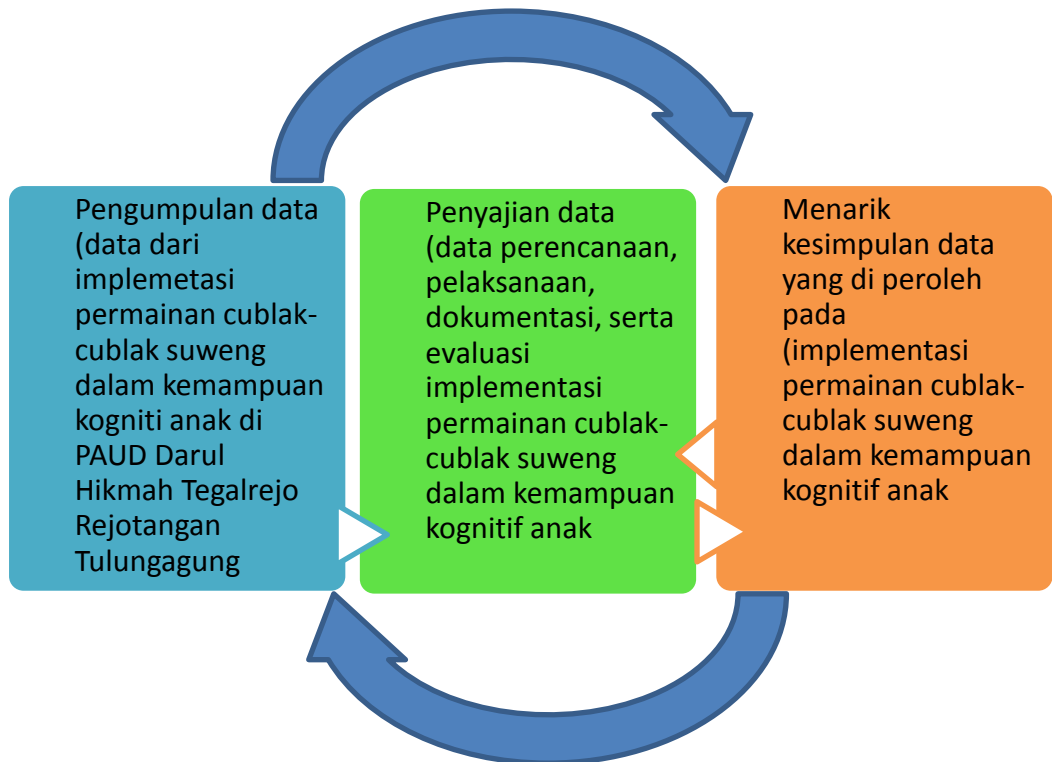 Pengumpulan data
(data dari
implemetasi
permainan cublak-
cublak suweng
dalam kemampuan
kogniti anak di
PAUD Darul
Hikmah Tegalrejo
Rejotangan
Tulungagung
Penyajian data
(data perencanaan,
pelaksanaan,
dokumentasi, serta
evaluasi
implementasi
permainan cublak-
cublak suweng
dalam kemampuan
kognitif anak
Menarik
kesimpulan data
yang di peroleh
pada
(implementasi
permainan cublak-
cublak suweng
dalam kemampuan
kognitif anak